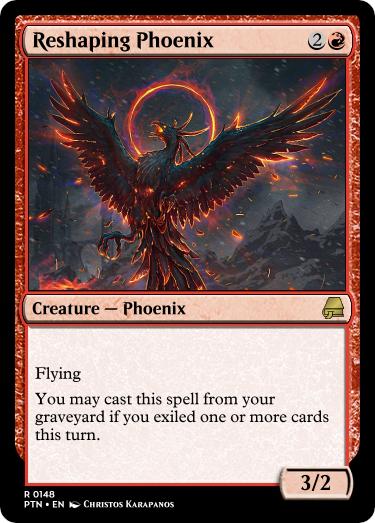 Reshaping Phoenix 2
Creature — Phoenix
Flying
You may cast this spell from your
graveyard if you exiled one or more cards
this turn.
3/2
R 0148
PTN • EN Christos Karapanos